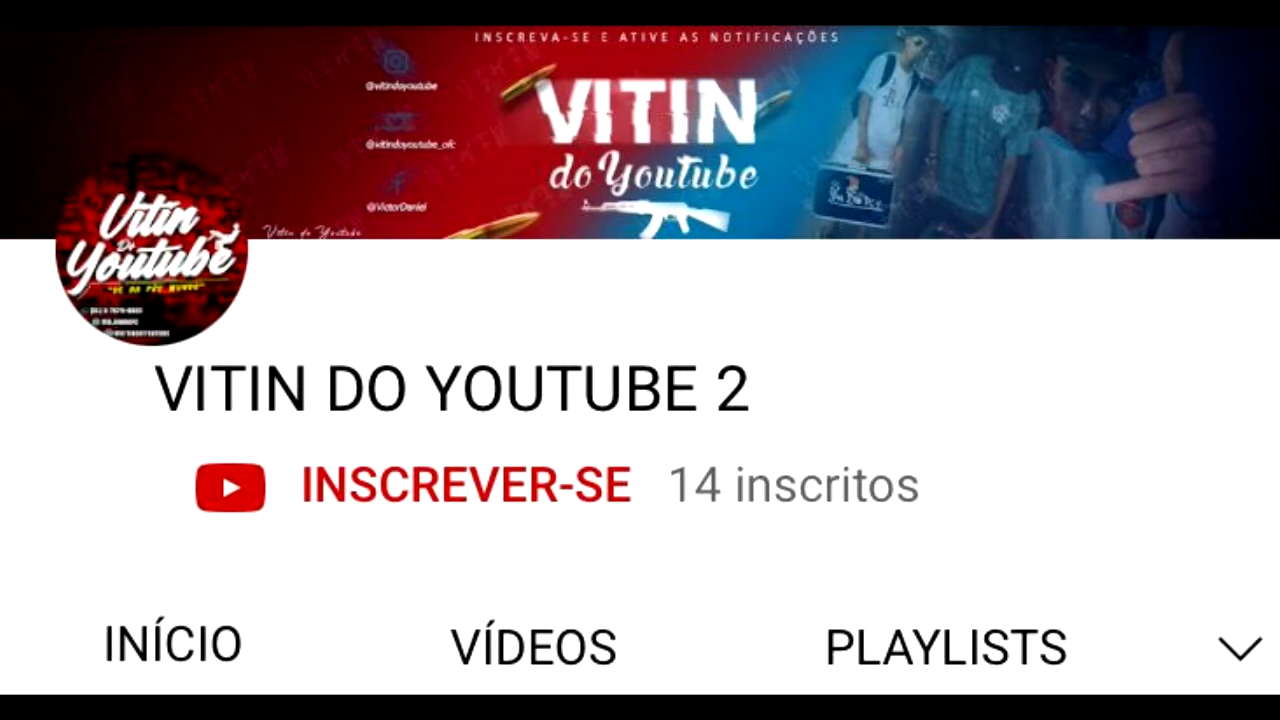 INSCREVA-SE E ATIVE AS NOTIFICAÇÕES
@vitindoyoutube
@vitindoyoutube_ofc
@VictorDaniel
VITIN
do Youtube
Vitin do Youtube
Vitin
Do
Youtube
VITIN DO YOUTUBE 2
INSCREVER-SE 14 inscritos
INÍCIO VÍDEOS PLAYLISTS